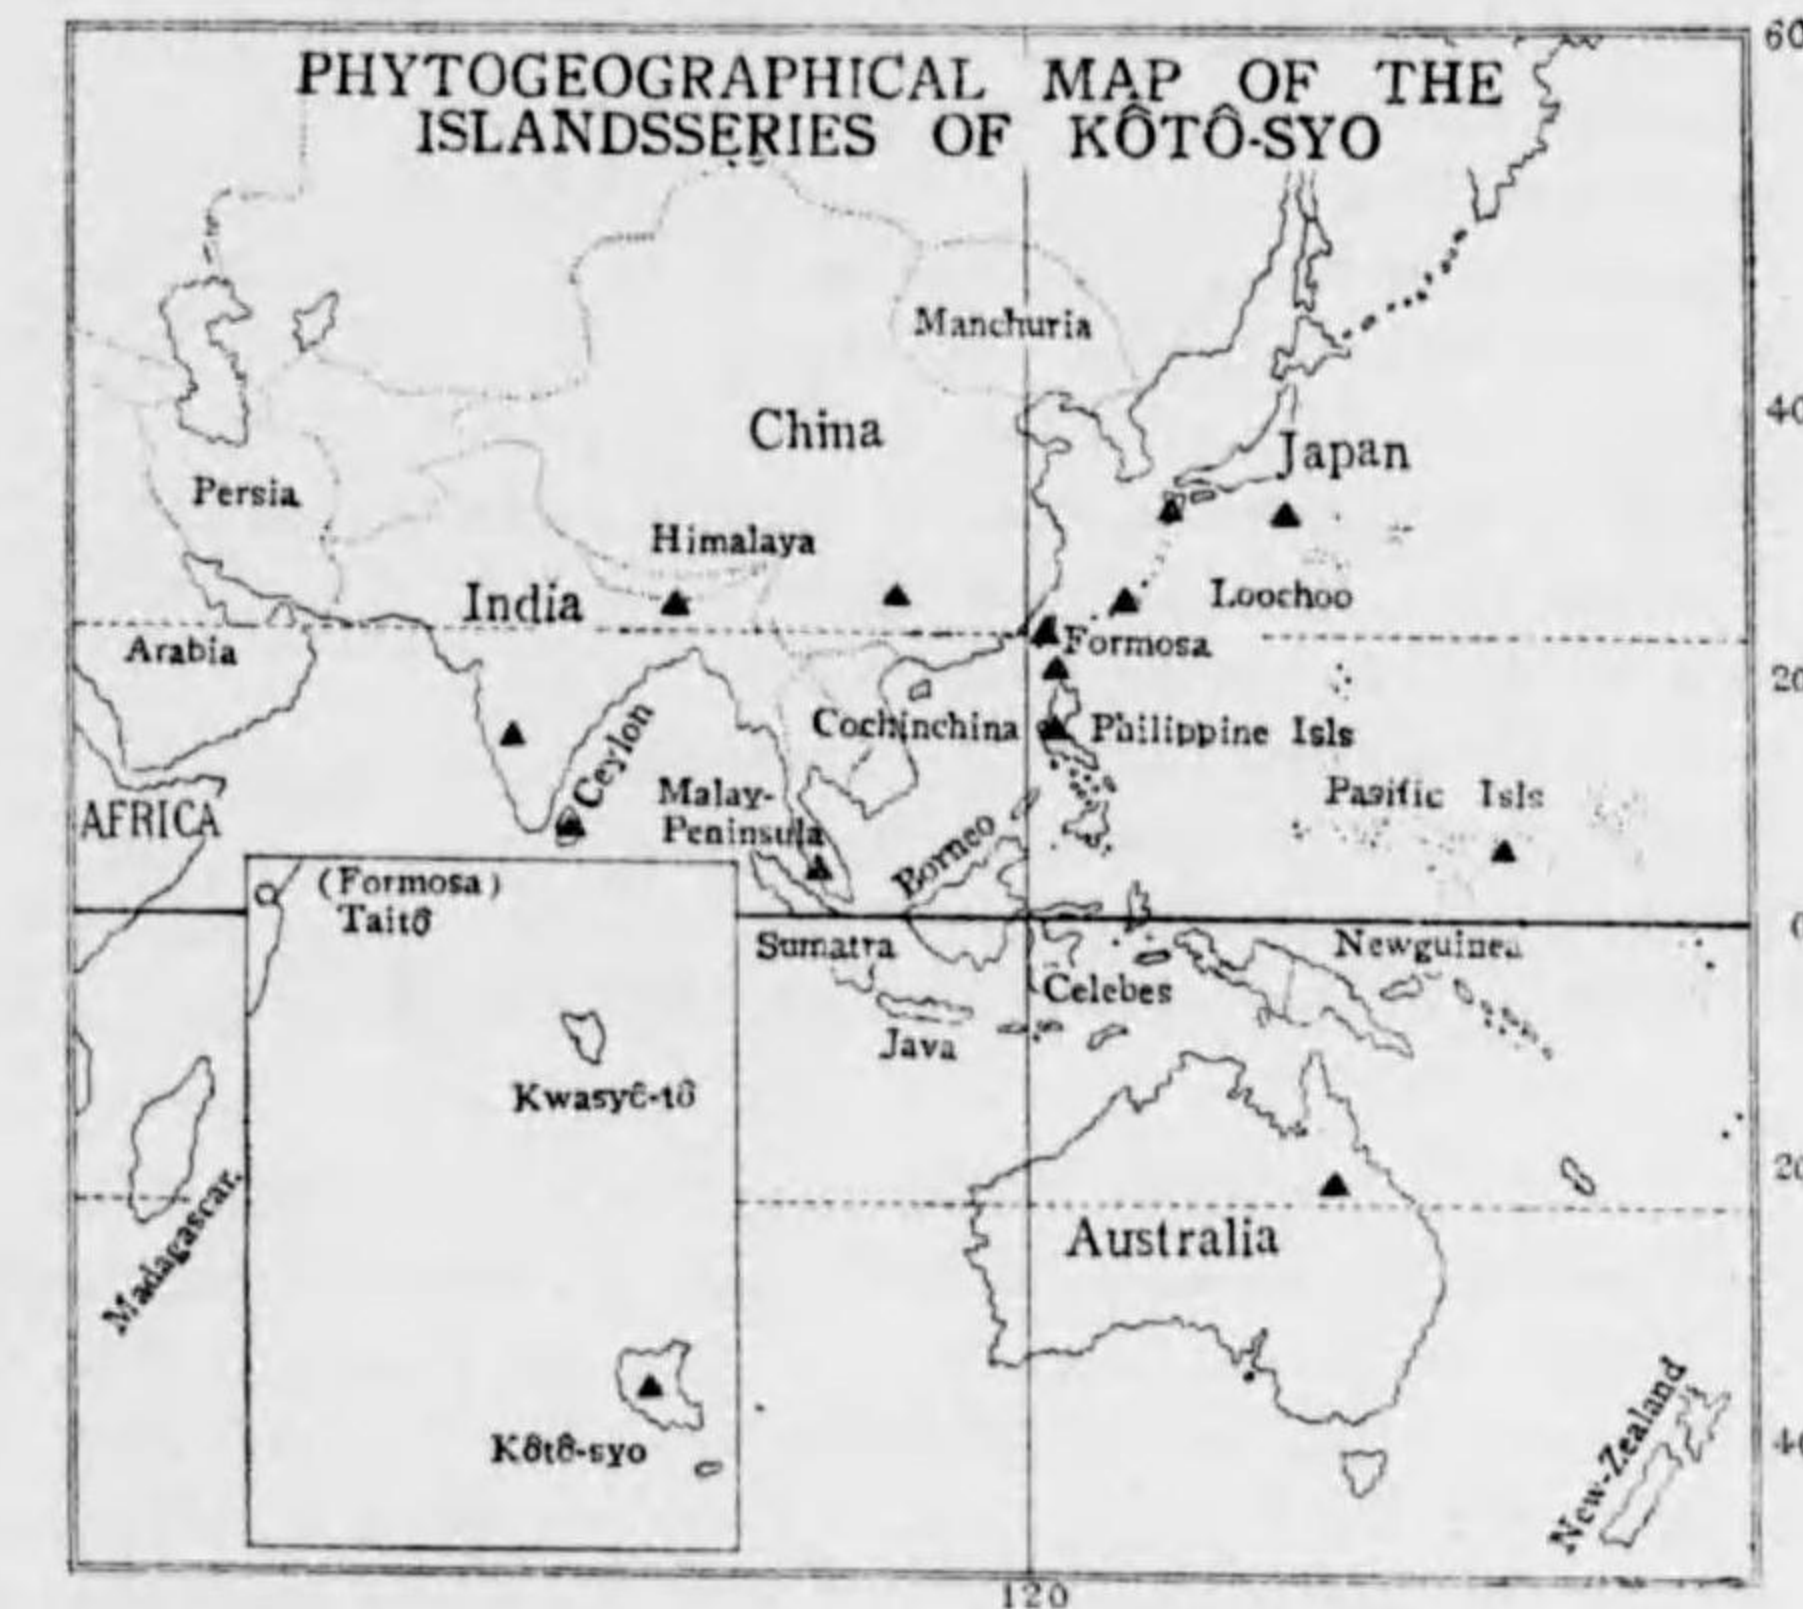 PHYTOGEOGRAPHICAL MAP OF THE
ISLANDSSERIES OF KÔTÔ-SYO
60
Manchuria
40
China
Japan
Persia
Himalaya
India
Loochoo
Arabia
Formosa
20
Cochinchina
Philippine Isls
Ceylon
Malay-
Peninsula
Pasific Isls
AFRICA
Borneo
(Formosa)
Taitô
0
Sumatra
Newguinea
Celebes
Java
Kwasyô-tô
20
Madagascar.
Australia
Kôtô-syo
New-Zealand
40
120